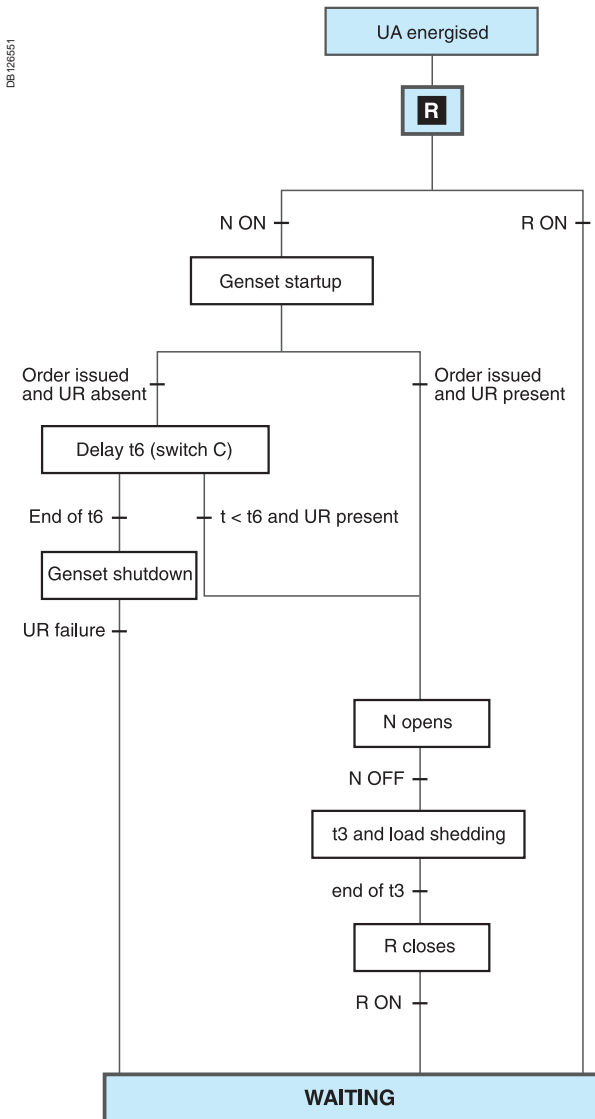 DB126551
UA energised
R
N ON
R ON
Genset startup
Order issued
and UR absent
Order issued
and UR present
Delay t6 (switch C)
End of t6
t < t6 and UR present
Genset shutdown
UR failure
N opens
N OFF
t3 and load shedding
end of t3
R closes
R ON
WAITING